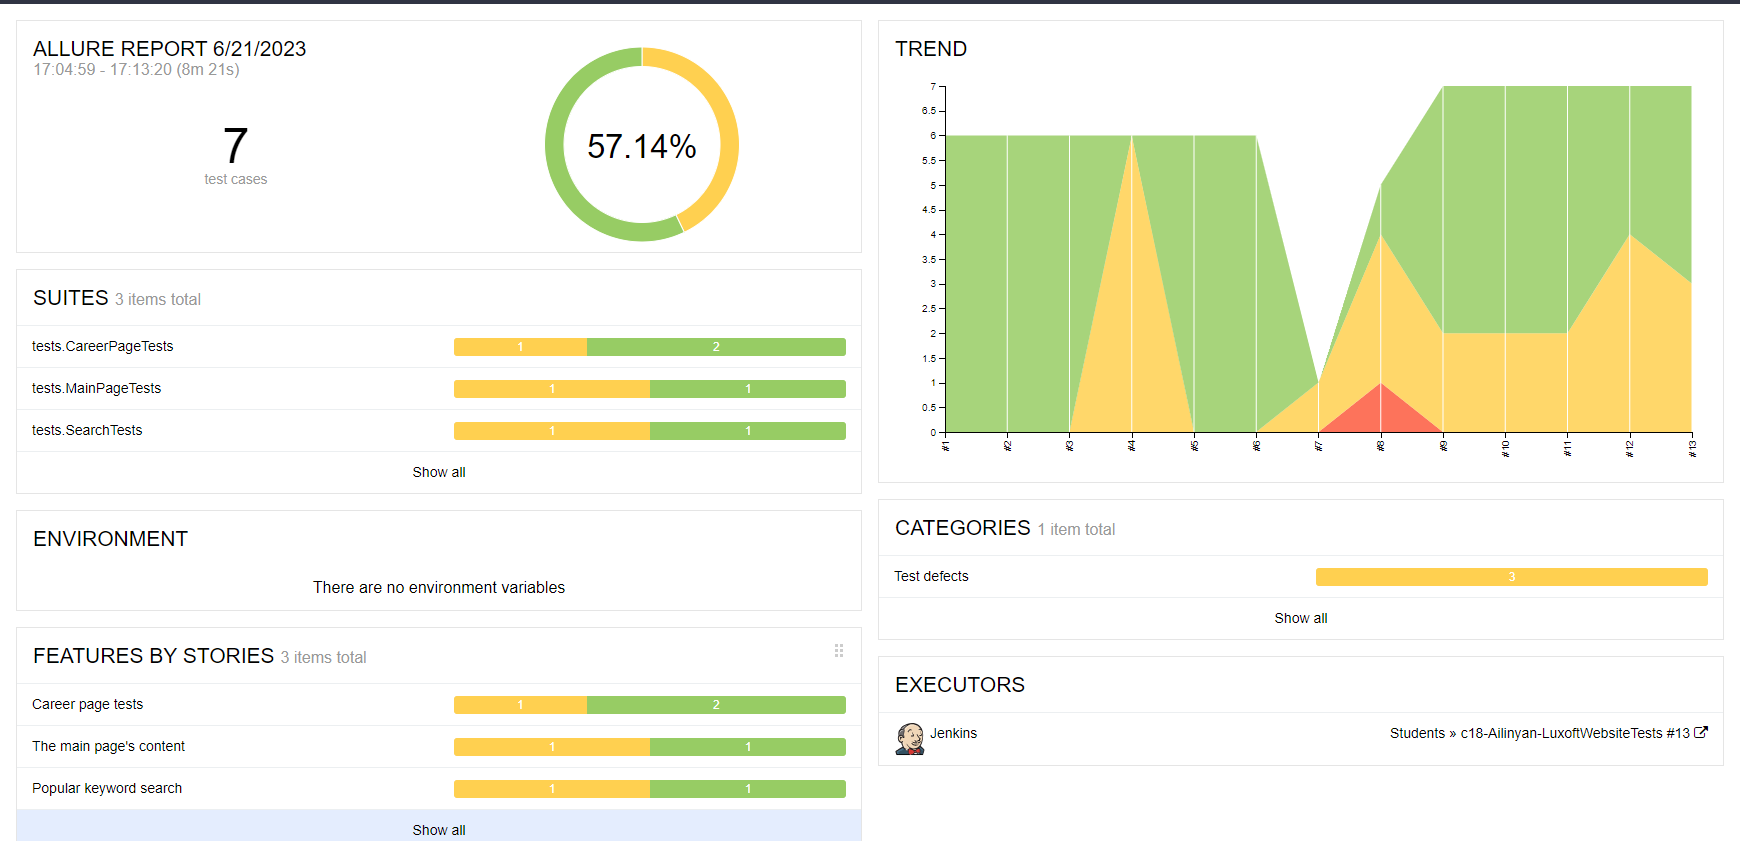 ALLURE REPORT 6/21/2023
17:04:59 - 17:13:20 (8m 21s)
7
test cases
57.14%
SUITES 3 items total
tests.CareerPageTests 1 2
tests.MainPageTests 1 1
tests.SearchTests 1 1
Show all
ENVIRONMENT
There are no environment variables
FEATURES BY STORIES 3 items total
Career page tests 1 2
The main page's content 1 1
Popular keyword search 1 1
Show all
TREND
7
6.5
6
5.5
5
4.5
4
3.5
3
2.5
2
1.5
1
0.5
0
#1 #2 #3 #4 #5 #6 #7 #8 #9 #10 #11 #12 #13
CATEGORIES 1 item total
Test defects 3
Show all
EXECUTORS
Jenkins Students » c18-Ailinyan-LuxoftWebsiteTests #13